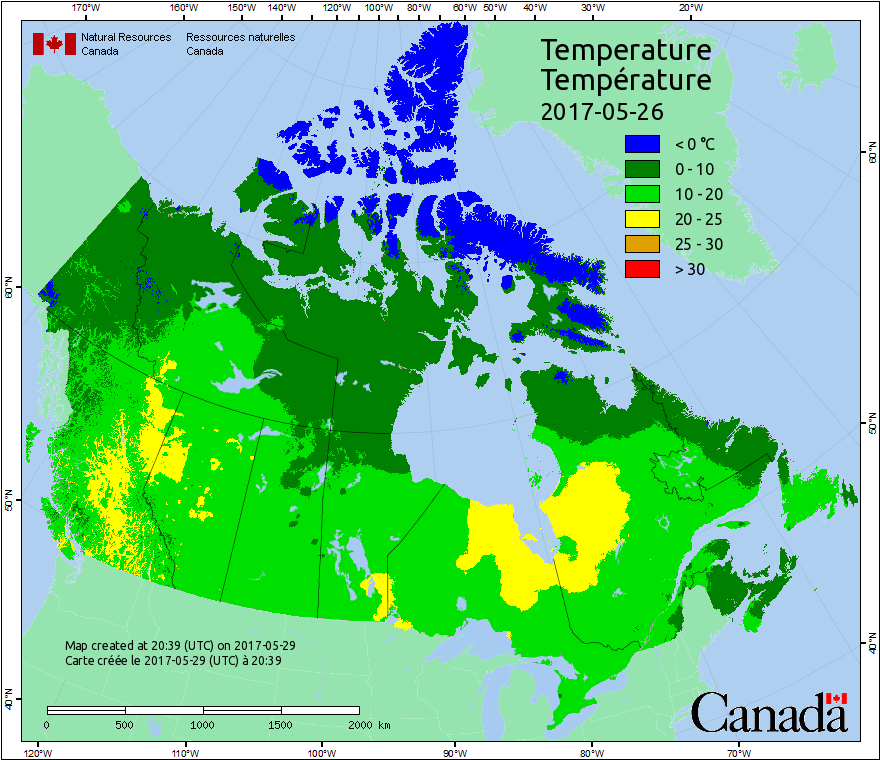 170°W 160°W 150°W 140°W 130°W 120°W 110°W 100°W 90°W 80°W 70°W 60°W 50°W 40°W 30°W 20°W
Natural Resources Ressources naturelles
Canada Canada
Temperature
Température
2017-05-26
< 0 °C
0 - 10
10 - 20
20 - 25
25 - 30
> 30
60°N
60°N
50°N
50°N
40°N
40°N
Map created at 20:39 (UTC) on 2017-05-29
Carte créée le 2017-05-29 (UTC) à 20:39
0 500 1000 1500 2000 km
Canada
120°W 110°W 100°W 90°W 80°W 70°W